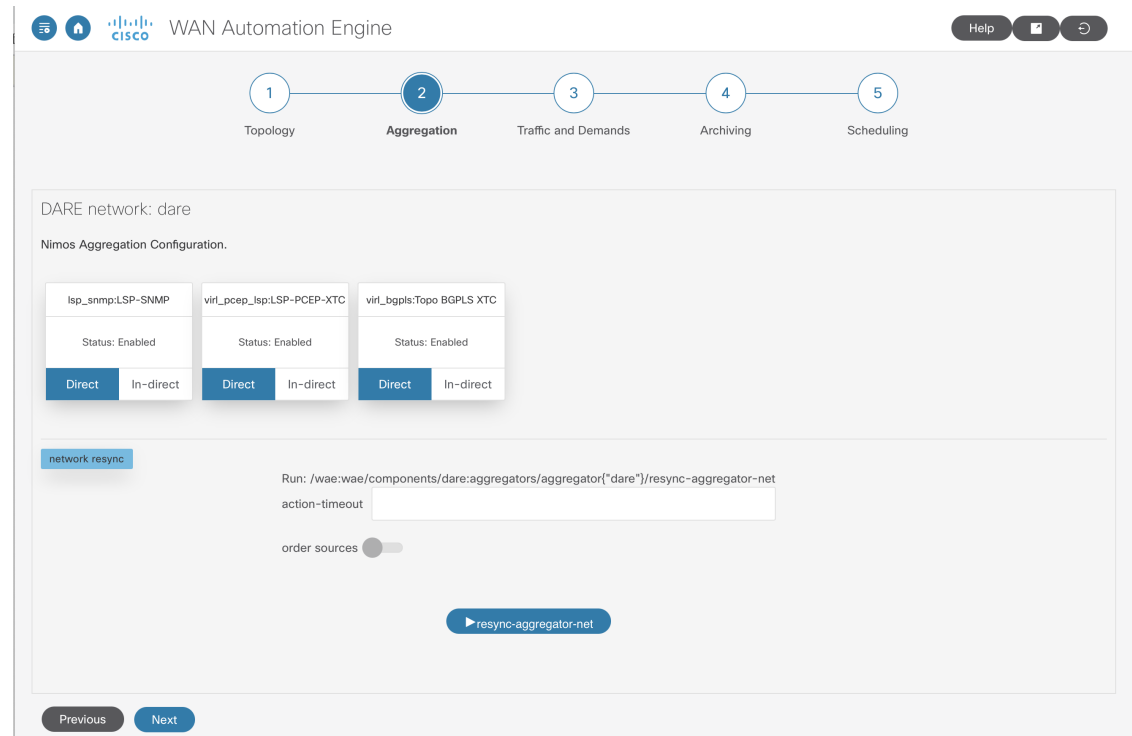 CISCO WAN Automation Engine
Help
1 2 3 4 5
Topology Aggregation Traffic and Demands Archiving Scheduling
DARE network: dare
Nimos Aggregation Configuration.
lsp_snmp:LSP-SNMP virl_pcep_lsp:LSP-PCEP-XTC virl_bgpls:Topo BGPLS XTC
Status: Enabled Status: Enabled Status: Enabled
Direct In-direct Direct In-direct Direct In-direct
network resync
Run: /wae:wae/components/dare:aggregators/aggregator{"dare"}/resync-aggregator-net
action-timeout
order sources
resync-aggregator-net
Previous Next